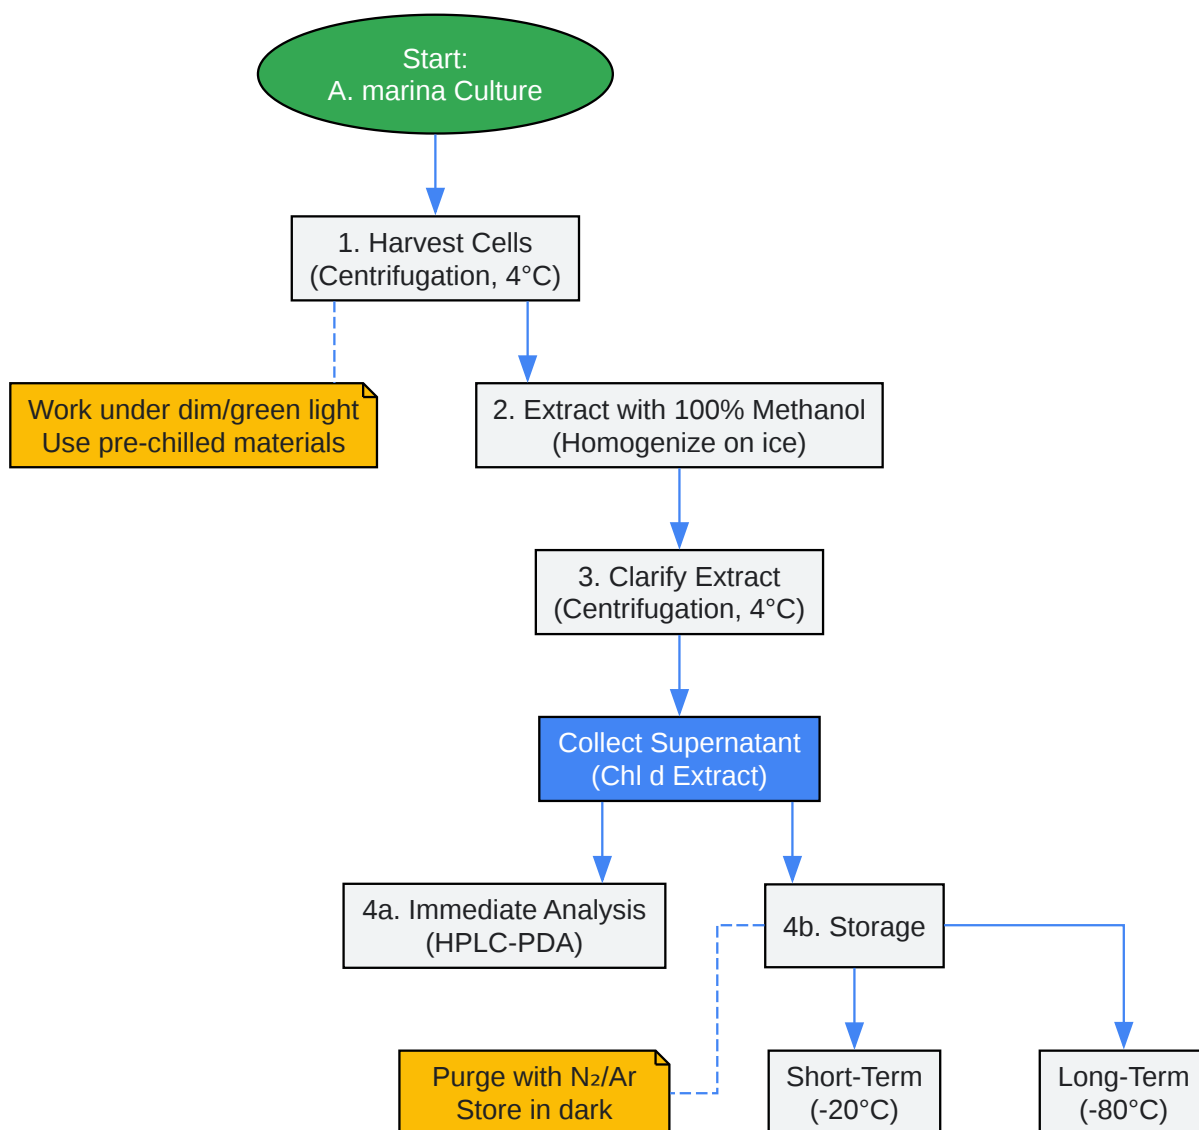 Start:
A. marina Culture
1. Harvest Cells
(Centrifugation, 4°C)
Work under dim/green light
Use pre-chilled materials
2. Extract with 100% Methanol
(Homogenize on ice)
3. Clarify Extract
(Centrifugation, 4°C)
Collect Supernatant
(Chl d Extract)
4a. Immediate Analysis
(HPLC-PDA)
4b. Storage
Purge with N₂/Ar
Store in dark
Short-Term
(-20°C)
Long-Term
(-80°C)